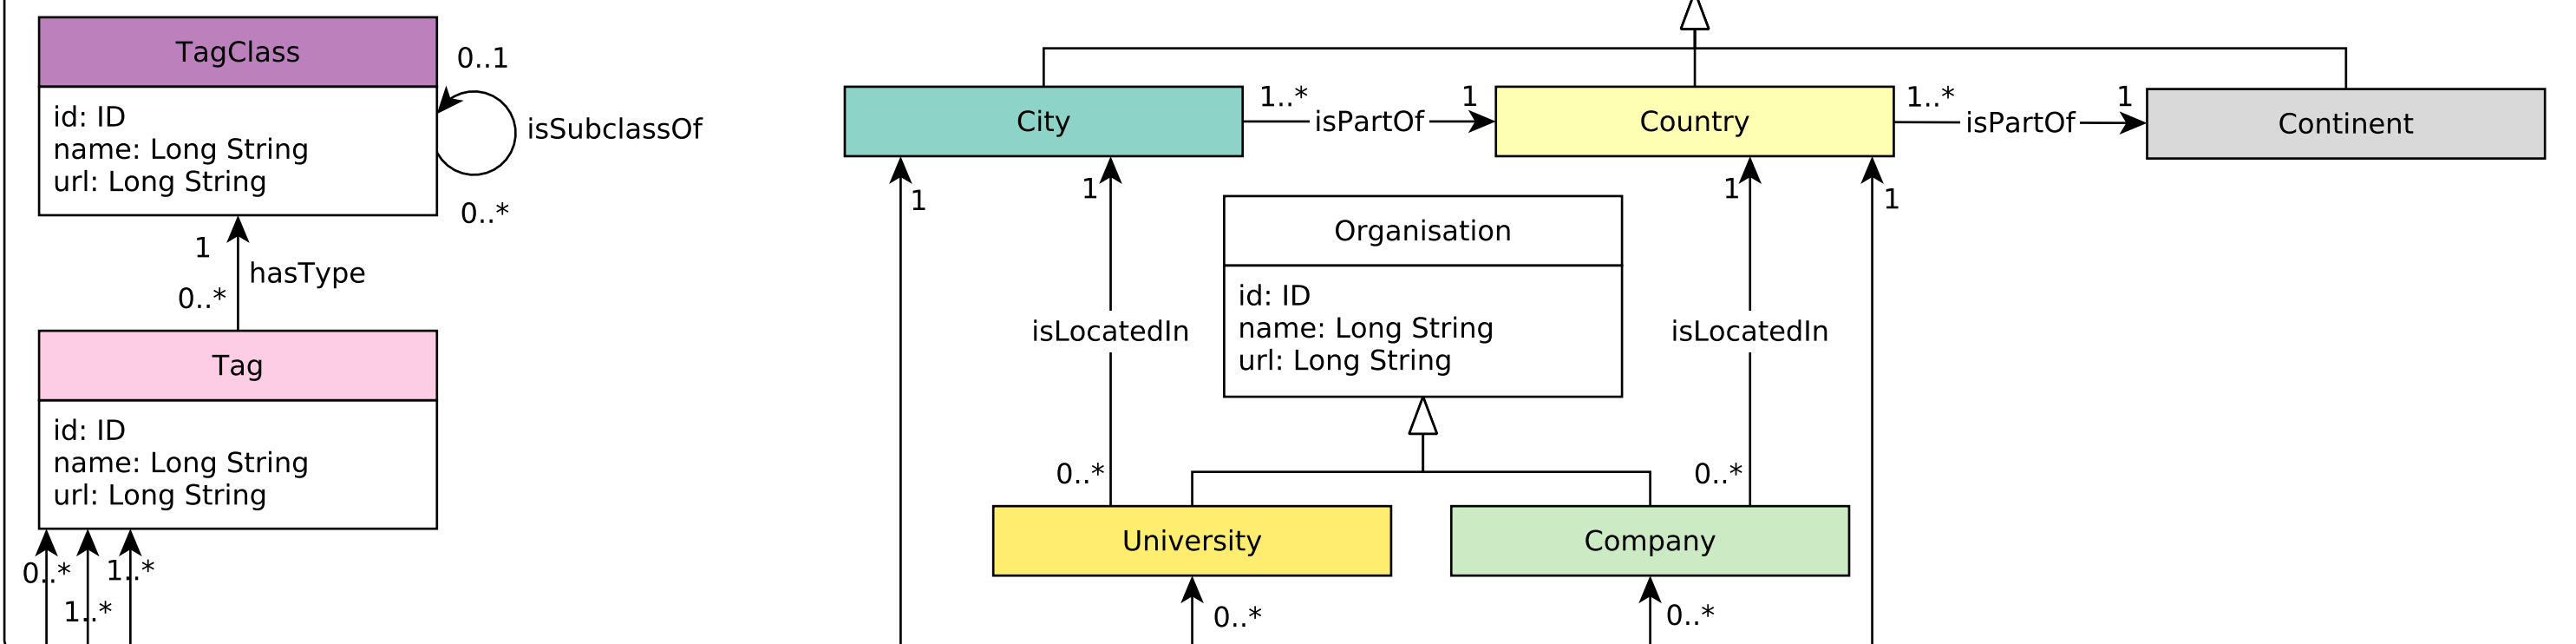 TagClass
id: ID
name: Long String
url: Long String
0..1
isSubclassOf
0..*
1
hasType
0..*
Tag
id: ID
name: Long String
url: Long String
0..*
1..*
1..*
City
1..*
isPartOf
1
Country
1..*
isPartOf
1
Continent
1
1
1
1
Organisation
id: ID
name: Long String
url: Long String
isLocatedIn
isLocatedIn
0..*
0..*
University
Company
0..*
0..*